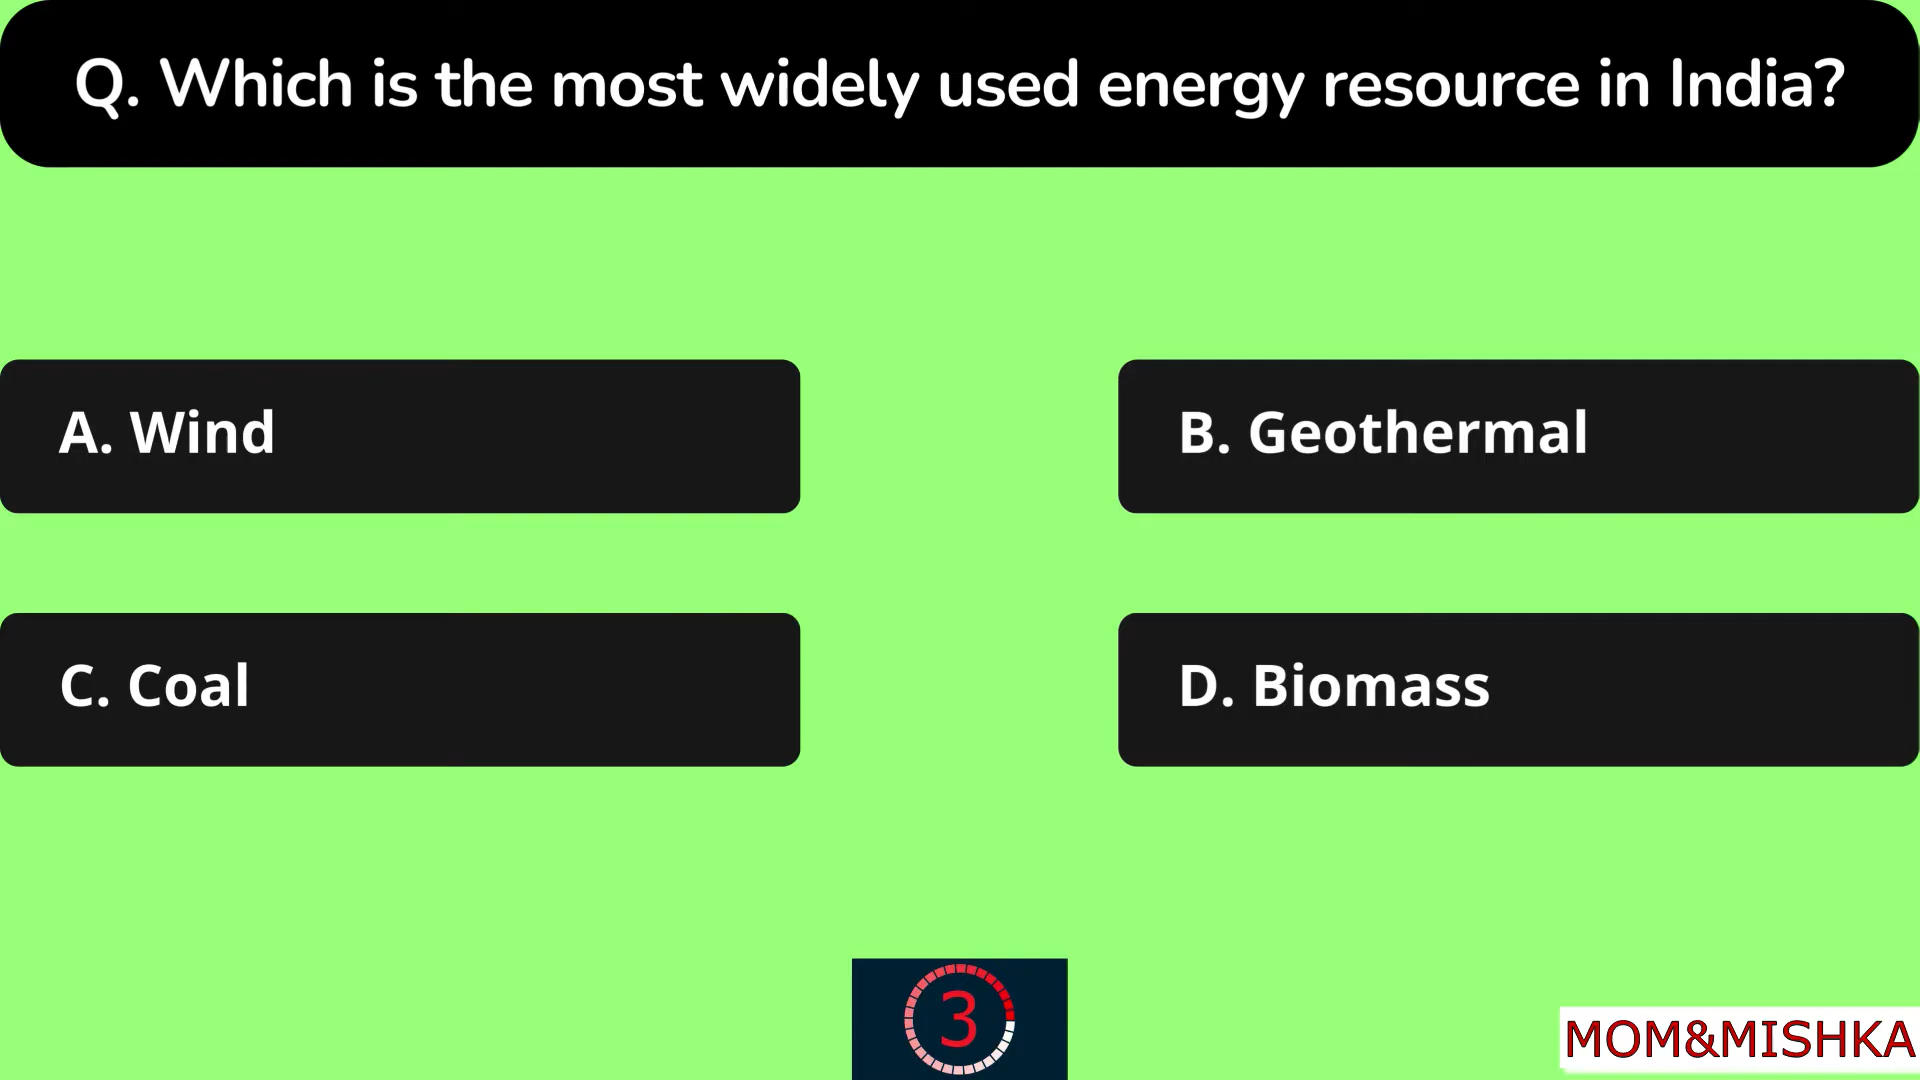 Q. Which is the most widely used energy resource in India?
A. Wind
B. Geothermal
C. Coal
D. Biomass
3
MOM&MISHKA